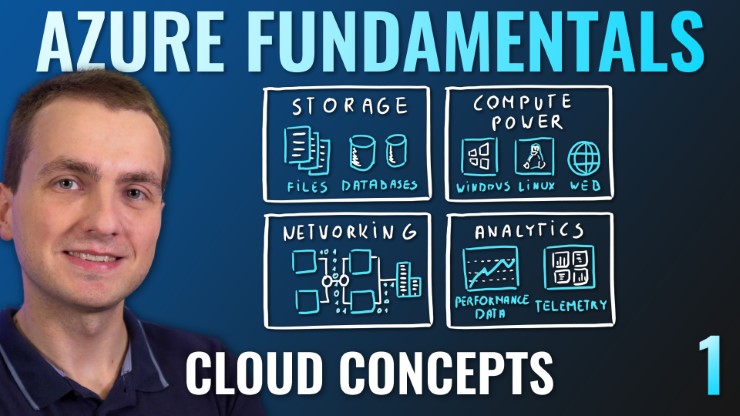 AZURE FUNDAMENTALS
STORAGE
FILES DATABASES
COMPUTE
POWER
WINDOWS LINUX WEB
NETWORKING
ANALYTICS
PERFORMANCE
DATA
TELEMETRY
CLOUD CONCEPTS
1